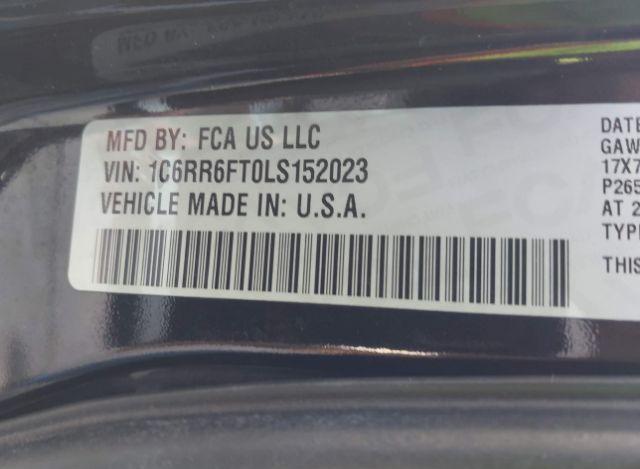 MFD BY: FCA US LLC
VIN: 1C6RR6FT0LS152023
VEHICLE MADE IN: U.S.A.
DATE
GAW
17X7
P265
AT 2
TYPE
THIS